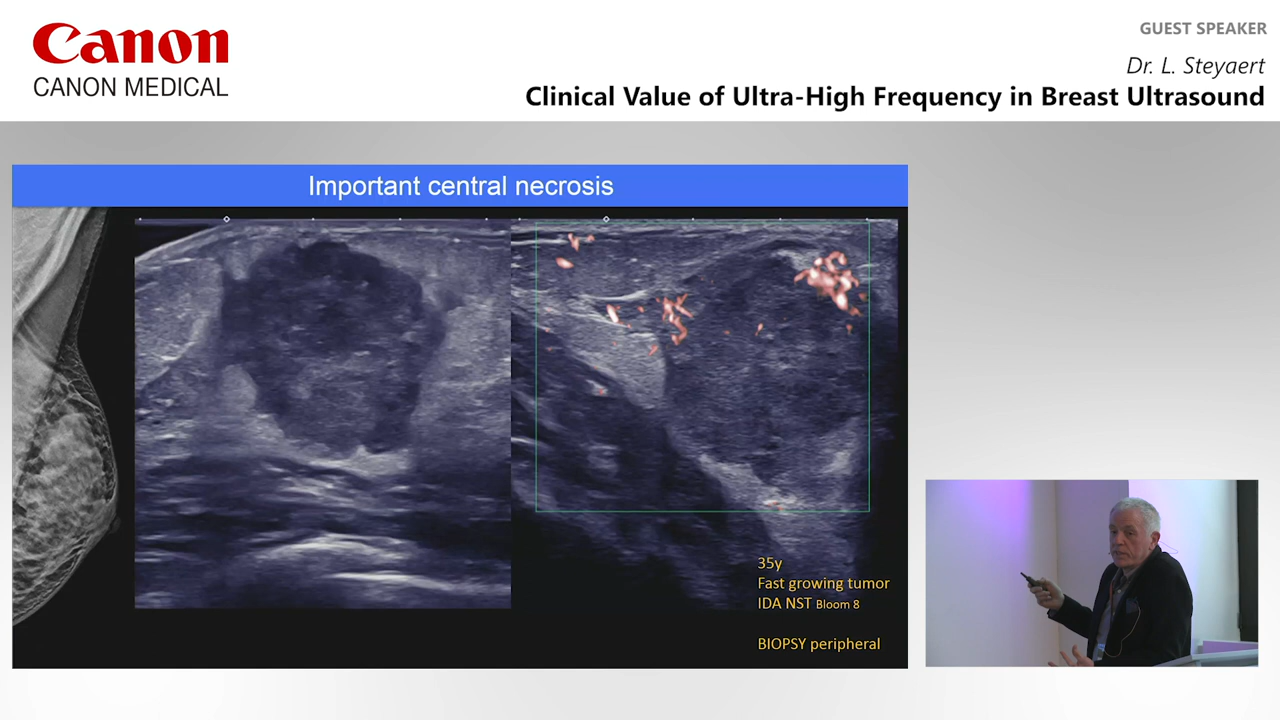 Canon
CANON MEDICAL
GUEST SPEAKER
Dr. L. Steyaert
Clinical Value of Ultra-High Frequency in Breast Ultrasound
Important central necrosis
35y
Fast growing tumor
IDA NST Bloom 8
BIOPSY peripheral